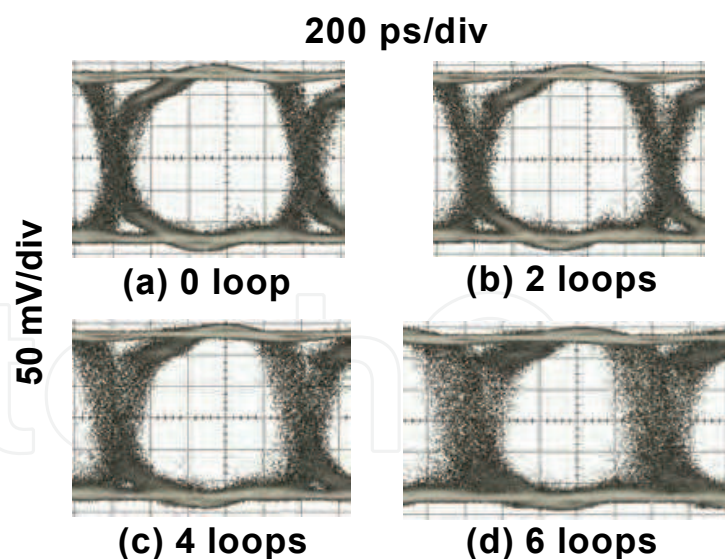 200 ps/div
50 mV/div
(a) 0 loop
(b) 2 loops
(c) 4 loops
(d) 6 loops